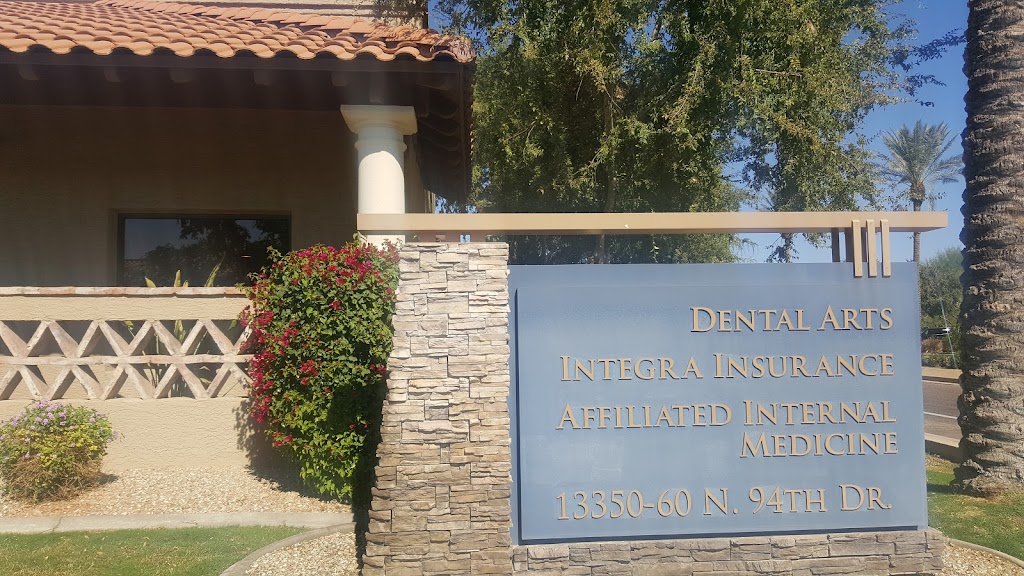 Dental Arts
Integra Insurance
Affiliated Internal
Medicine
13350-60 N. 94th Dr.